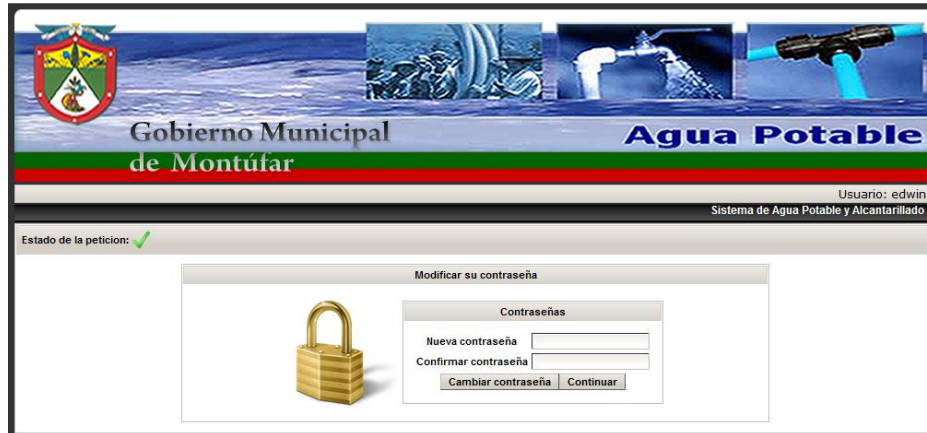 Gobierno Municipal
de Montúfar
Agua Potable
Usuario: edwin
Sistema de Agua Potable y Alcantarillado
Estado de la peticion:
Modificar su contraseña
Contraseñas
Nueva contraseña
Confirmar contraseña
Cambiar contraseña Continuar